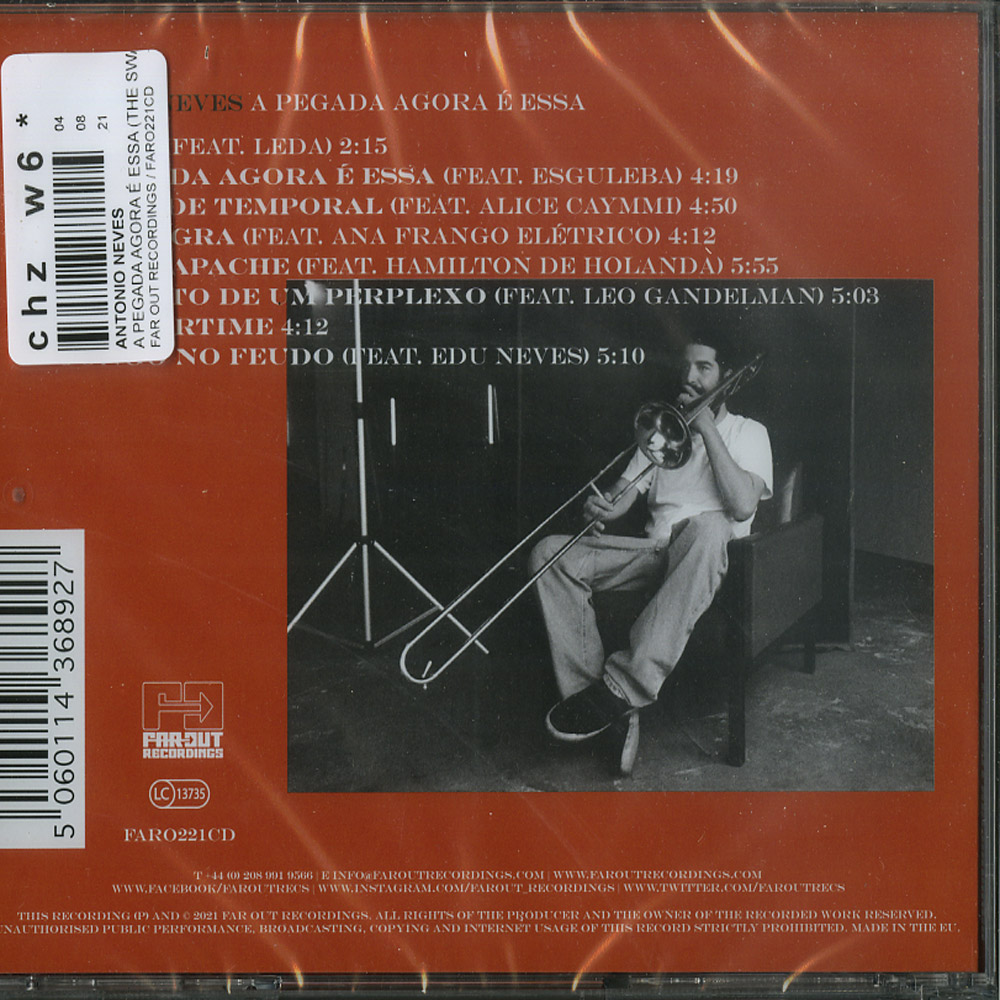 chz w6 *
04
08
21
ANTONIO NEVES
A PEGADA AGORA É ESSA (THE SWA
FAR OUT RECORDINGS / FARO221CD
NEVES A PEGADA AGORA É ESSA
(FEAT. LEDA) 2:15
DA AGORA É ESSA (FEAT. ESGULEBA) 4:19
DE TEMPORAL (FEAT. ALICE CAYMMI) 4:50
GRA (FEAT. ANA FRANGO ELÉTRICO) 4:12
APACHE (FEAT. HAMILTON DE HOLANDÀ) 5:55
TO DE UM PERPLEXO (FEAT. LEO GANDELMAN) 5:03
RTIME 4:12
NO FEUDO (FEAT. EDU NEVES) 5:10
5 060114 368927
FAR OUT
RECORDINGS
LC 13735
FARO221CD
T +44 (0) 208 991 9566 | E INFO@FAROUTRECORDINGS.COM | WWW.FAROUTRECORDINGS.COM
WWW.FACEBOOK/FAROUTRECS | WWW.INSTAGRAM.COM/FAROUT_RECORDINGS | WWW.TWITTER.COM/FAROUTRECS
THIS RECORDING (P) AND © 2021 FAR OUT RECORDINGS. ALL RIGHTS OF THE PRODUCER AND THE OWNER OF THE RECORDED WORK RESERVED.
UNAUTHORISED PUBLIC PERFORMANCE, BROADCASTING, COPYING AND INTERNET USAGE OF THIS RECORD STRICTLY PROHIBITED. MADE IN THE EU.